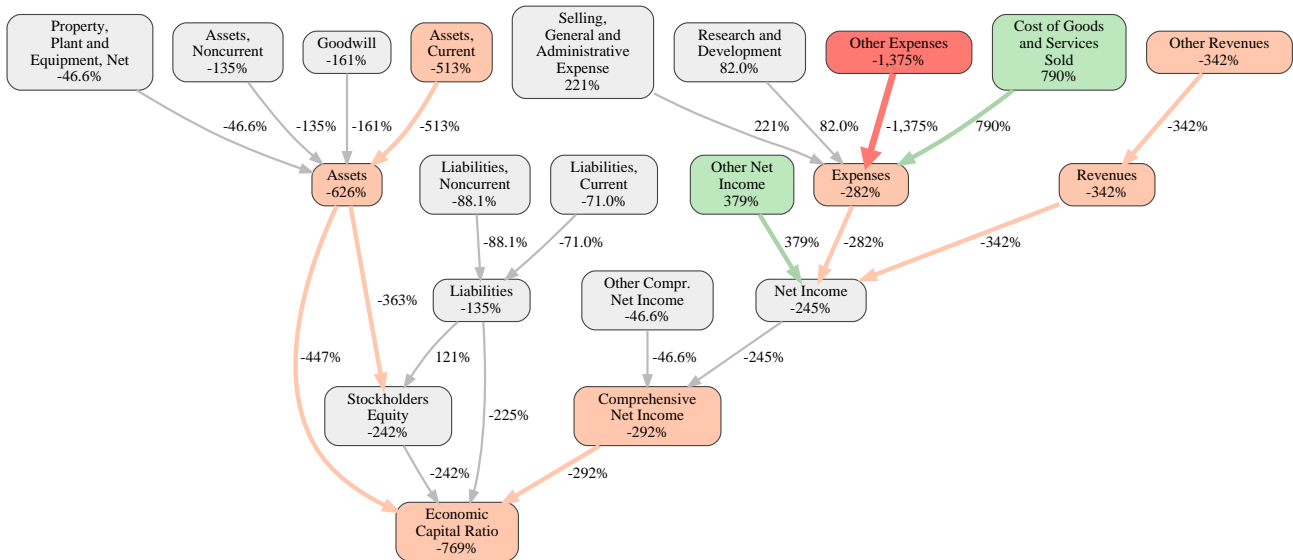 Property,
Plant and
Equipment, Net
-46.6%
Assets,
Noncurrent
-135%
Goodwill
-161%
Assets,
Current
-513%
Selling,
General and
Administrative
Expense
221%
Research and
Development
82.0%
Other Expenses
-1,375%
Cost of Goods
and Services
Sold
790%
Other Revenues
-342%
-46.6%
-135%
-161%
-513%
221%
82.0%
-1,375%
790%
-342%
Assets
-626%
Liabilities,
Noncurrent
-88.1%
Liabilities,
Current
-71.0%
Other Net
Income
379%
Expenses
-282%
Revenues
-342%
-88.1%
-71.0%
379%
-282%
-342%
Liabilities
-135%
Other Compr.
Net Income
-46.6%
Net Income
-245%
-363%
-447%
121%
-46.6%
-245%
Stockholders
Equity
-242%
-225%
Comprehensive
Net Income
-292%
-242%
-292%
Economic
Capital Ratio
-769%